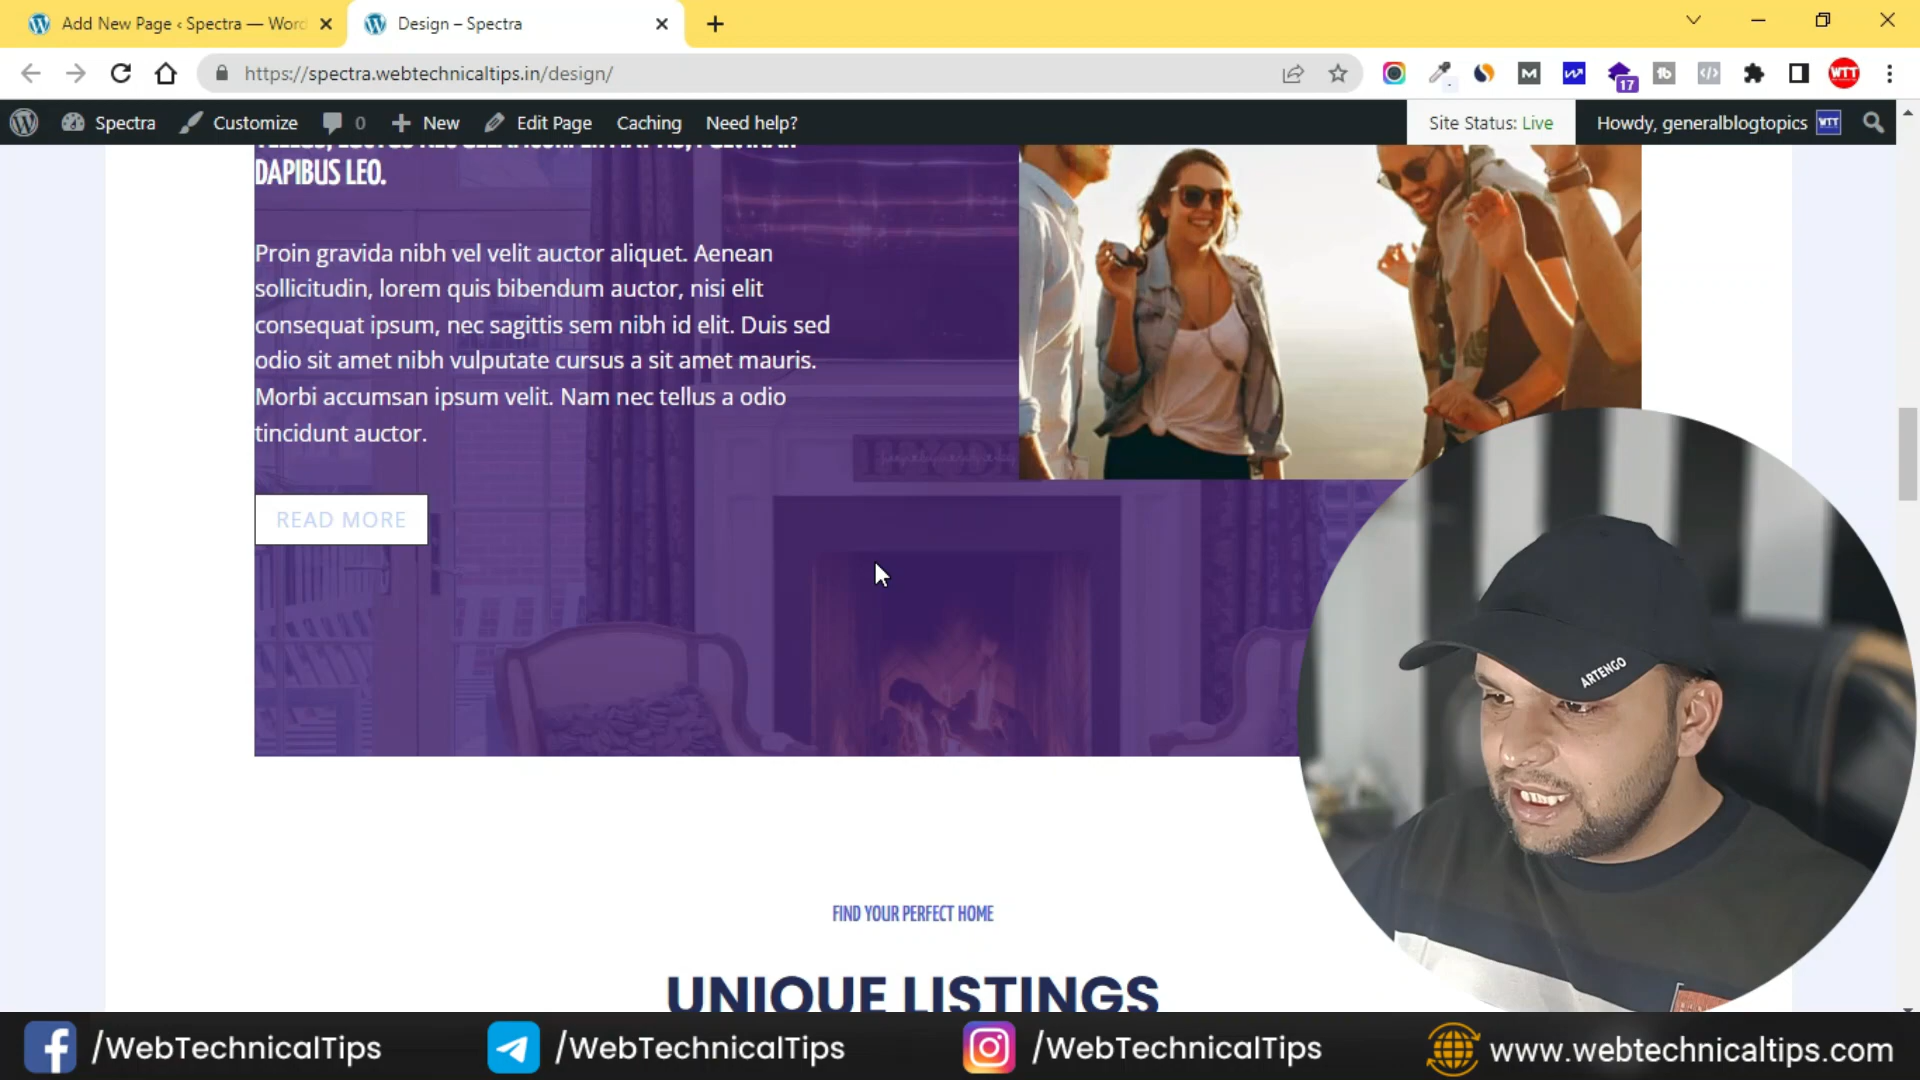 Add New Page ‹ Spectra — Word
Design – Spectra
https://spectra.webtechnicaltips.in/design/
17
WTT
Spectra
Customize
0
New
Edit Page
Caching
Need help?
Site Status: Live
Howdy, generalblogtopics
WTT
DAPIBUS LEO.
Proin gravida nibh vel velit auctor aliquet. Aenean
sollicitudin, lorem quis bibendum auctor, nisi elit
consequat ipsum, nec sagittis sem nibh id elit. Duis sed
odio sit amet nibh vulputate cursus a sit amet mauris.
Morbi accumsan ipsum velit. Nam nec tellus a odio
tincidunt auctor.
READ MORE
ARTENGO
FIND YOUR PERFECT HOME
UNIQUE LISTINGS
/WebTechnicalTips
/WebTechnicalTips
/WebTechnicalTips
www.webtechnicaltips.com